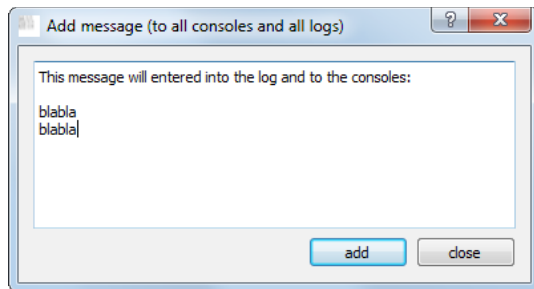 Add message (to all consoles and all logs)
This message will entered into the log and to the consoles:
blabla
blabla
add
close